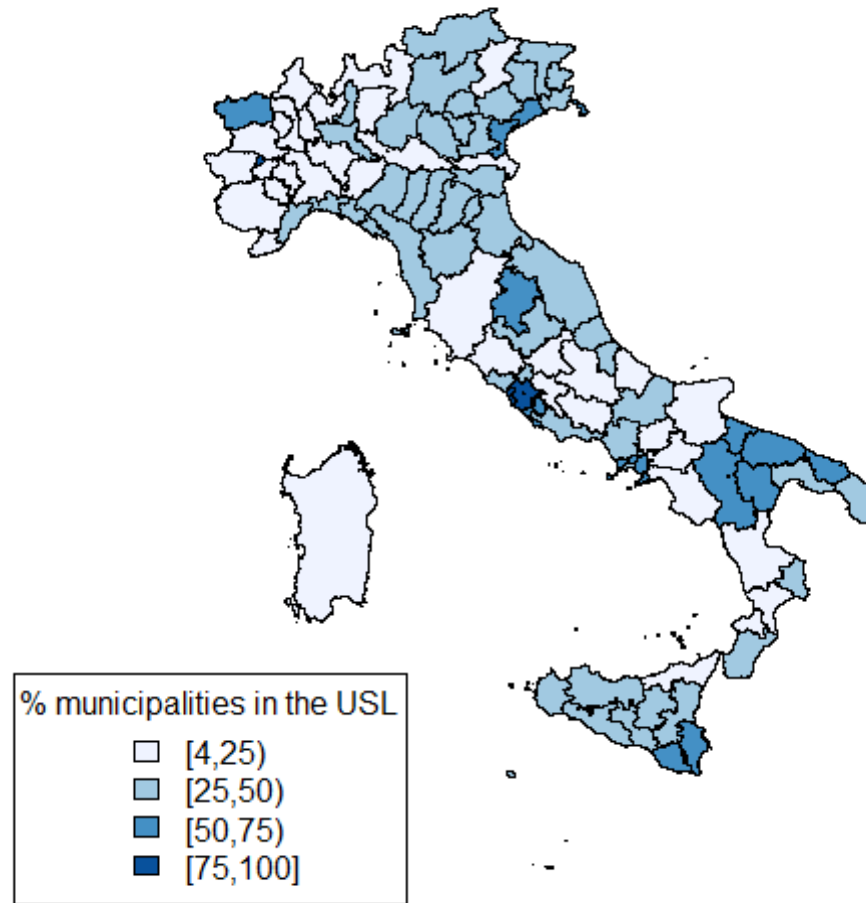 % municipalities in the USL
[4,25)
[25,50)
[50,75)
[75,100]